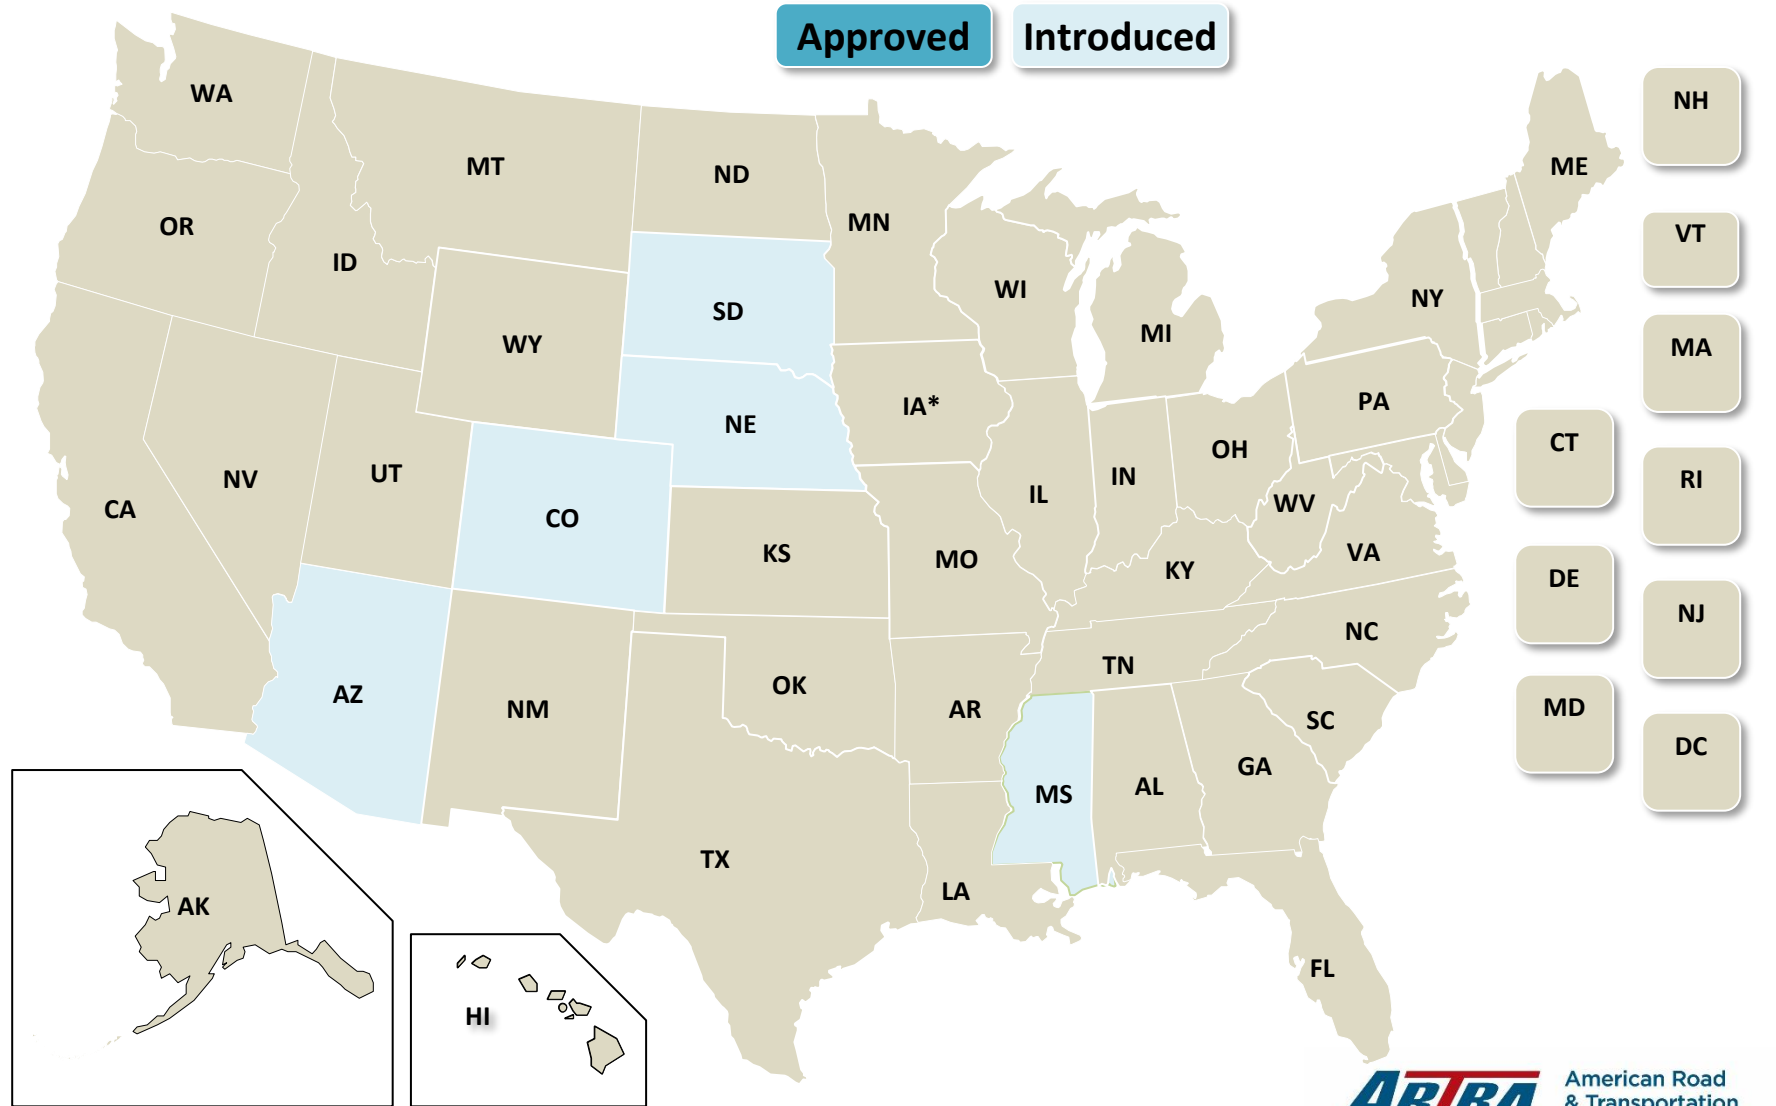 Approved
Introduced
WA
OR
CA
ID
NV
MT
WY
UT
AZ
CO
NM
ND
SD
NE
KS
OK
TX
MN
IA*
MO
AR
LA
WI
IL
MI
IN
OH
KY
TN
MS
AL
GA
FL
SC
NC
VA
WV
PA
NY
ME
NH
VT
MA
CT
RI
DE
NJ
MD
DC
AK
HI
ARTBA
American Road
& Transportation